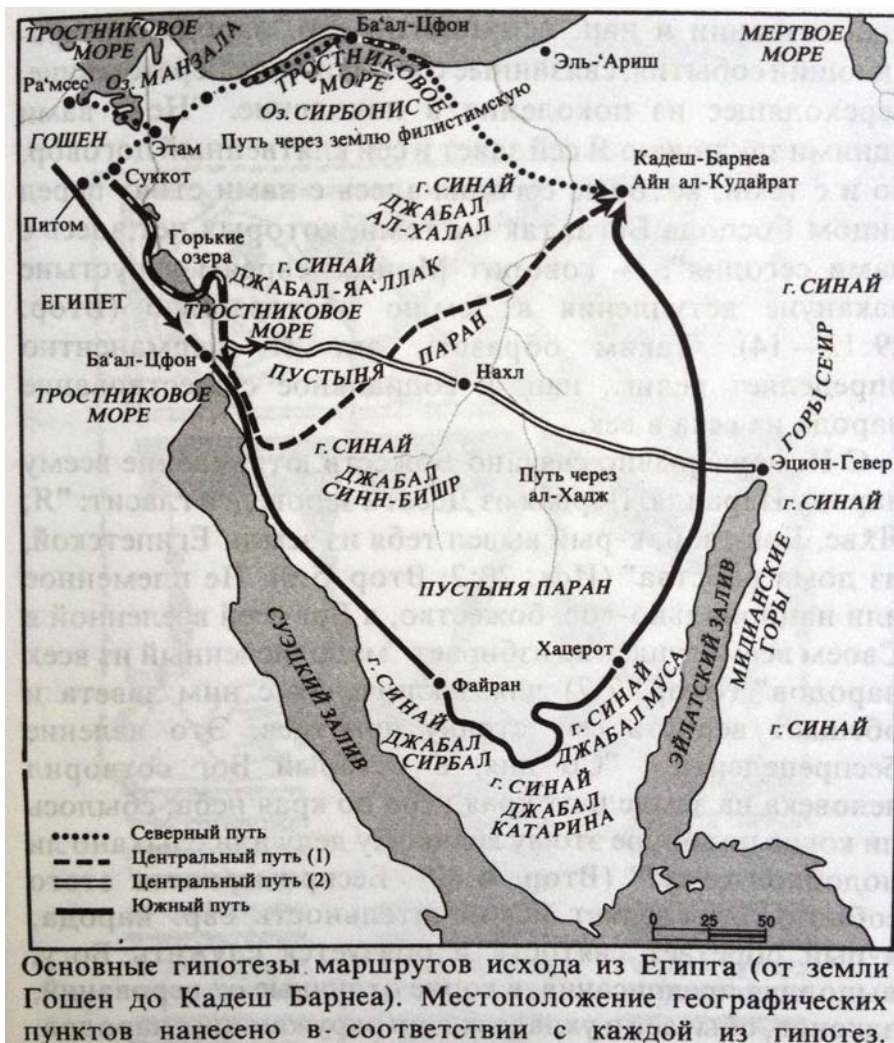 ТРОСТНИКОВОЕ
МОРЕ
Оз. МАНЗАЛА
Ба‘ал-Цфон
ТРОСТНИКОВОЕ
МОРЕ
Оз. СИРБОНИС
Эль-‘Ариш
МЕРТВОЕ
МОРЕ
Ра‘мсес
ГОШЕН
Этам
Суккот
Питом
Путь через землю филистимскую
Кадеш-Барнеа
Айн ал-Кудайрат
г. СИНАЙ
ДЖАБАЛ
АЛ-ХАЛАЛ
Горькие
озера
г. СИНАЙ
ДЖАБАЛ-ЯА‘ЛЛАК
г. СИНАЙ
ЕГИПЕТ
ТРОСТНИКОВОЕ
МОРЕ
Ба‘ал-Цфон
ПУСТЫНЯ
ПАРАН
Нахл
ГОРЫ СЕ‘ИР
ТРОСТНИКОВОЕ
МОРЕ
г. СИНАЙ
ДЖАБАЛ
СИНН-БИШР
Путь через
ал-Хадж
Эцион-Гевер
г. СИНАЙ
ПУСТЫНЯ ПАРАН
СУЭЦКИЙ ЗАЛИВ
Хацерот
ЭЙЛАТСКИЙ ЗАЛИВ
МИДИАНСКИЕ
ГОРЫ
Файран
г. СИНАЙ
ДЖАБАЛ
СИРБАЛ
г. СИНАЙ
ДЖАБАЛ МУСА
г. СИНАЙ
г. СИНАЙ
ДЖАБАЛ
КАТАРИНА
Северный путь
Центральный путь (1)
Центральный путь (2)
Южный путь
0 25 50
Основные гипотезы маршрутов исхода из Египта (от земли
Гошен до Кадеш Барнеа). Местоположение географических
пунктов нанесено в соответствии с каждой из гипотез.